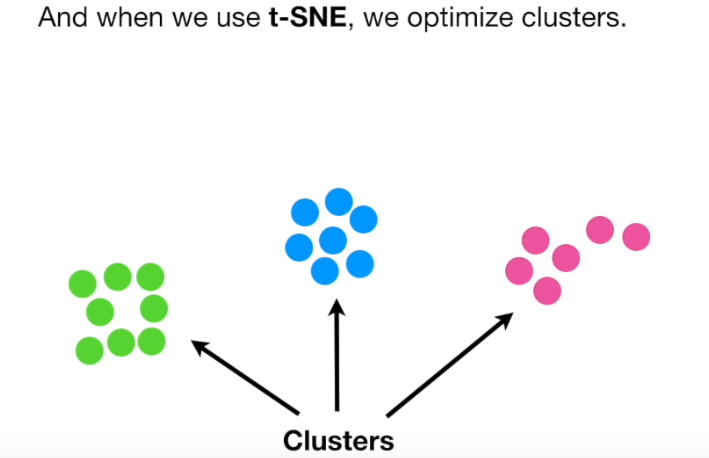 And when we use t-SNE, we optimize clusters.
Clusters